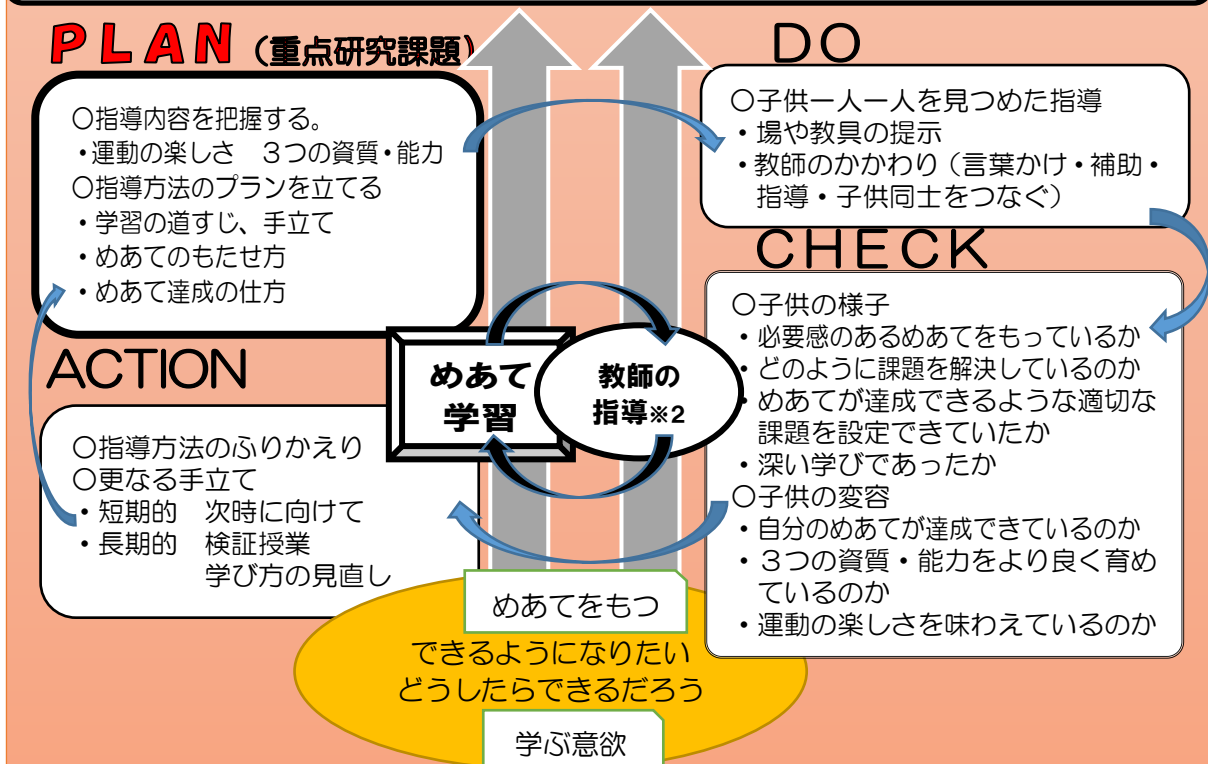 PLAN(重点研究課題)
〇指導内容を把握する。
・運動の楽しさ　3つの資質・能力
〇指導方法のプランを立てる
・学習の道すじ、手立て
・めあてのもたせ方
・めあて達成の仕方
DO
〇子供一人一人を見つめた指導
・場や教具の提示
・教師のかかわり（言葉かけ・補助・
指導・子供同士をつなぐ）
CHECK
〇子供の様子
・必要感のあるめあてをもっているか
・どのように課題を解決しているのか
・めあてが達成できるような適切な
課題を設定できていたか
・深い学びであったか
〇子供の変容
・自分のめあてが達成できているのか
・３つの資質・能力をより良く育め
ているのか
・運動の楽しさを味わえているのか
ACTION
〇指導方法のふりかえり
〇更なる手立て
・短期的　次時に向けて
・長期的　検証授業
学び方の見直し
めあて
学習
教師の
指導※2
めあてをもつ
できるようになりたい
どうしたらできるだろう
学ぶ意欲